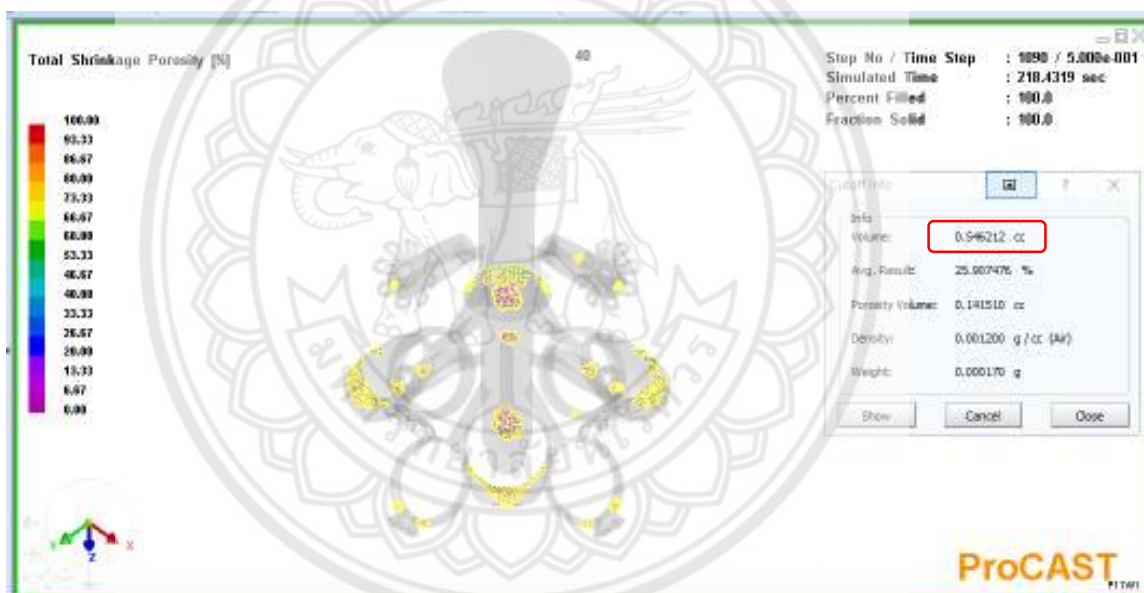 Total Shrinkage Porosity [%]
40
Step No / Time Step : 1090 / 5.000e-001
Simulated Time : 218.4319 sec
Percent Filled : 100.0
Fraction Solid : 100.0
100.00
93.33
86.67
80.00
73.33
66.67
60.00
53.33
46.67
40.00
33.33
26.67
20.00
13.33
6.67
0.00
Cutoff Info
?
Info
Volume: 0.546212 cc
Avg. Result: 25.907476 %
Porosity Volume: 0.141510 cc
Density: 0.001200 g / cc (Air)
Weight: 0.000170 g
Show Cancel Close
Y X
Z
ProCAST